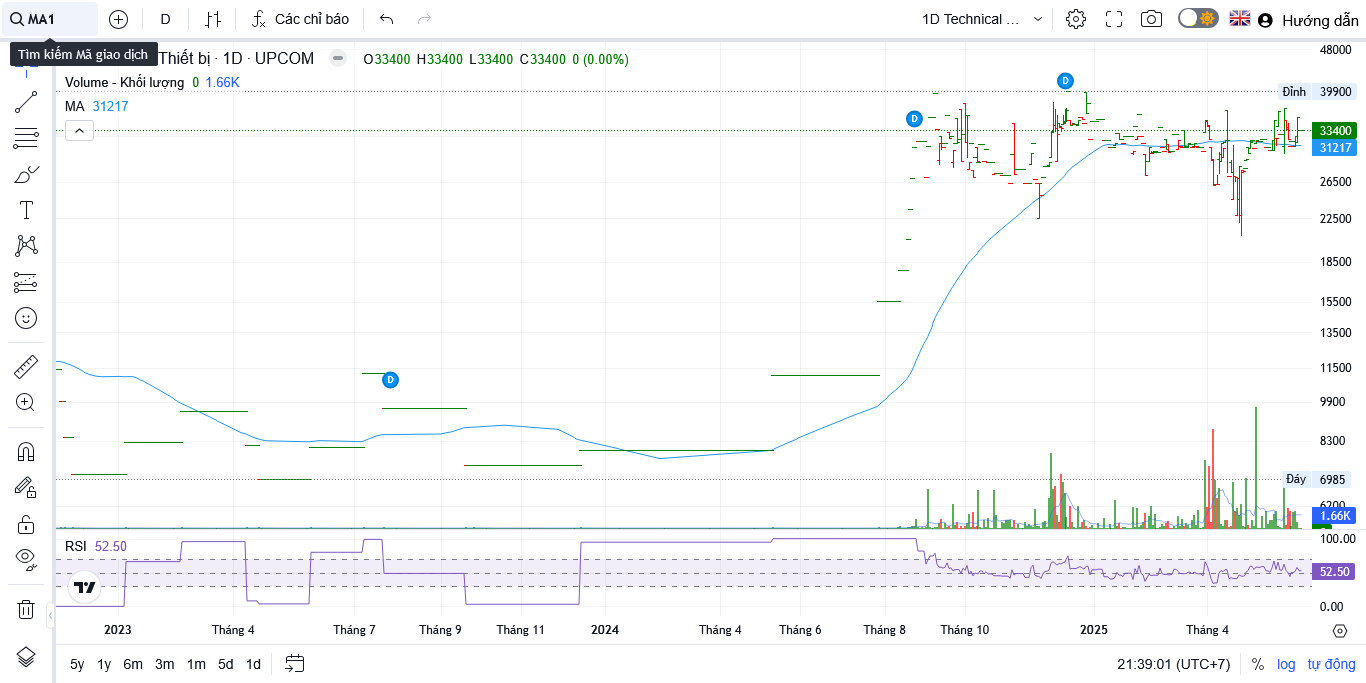 MA1
D
Các chỉ báo
1D Technical ...
Hướng dẫn
Tìm kiếm Mã giao dịch
Thiết bị · 1D · UPCOM
O33400 H33400 L33400 C33400 0 (0.00%)
Volume - Khối lượng 0 1.66K
MA 31217
D
D
D
48000
Đỉnh 39900
33400
31217
26500
22500
18500
15500
13500
11500
9900
8300
Đáy 6985
6200
1.66K
RSI 52.50
100.00
52.50
0.00
2023
Tháng 4
Tháng 7
Tháng 9
Tháng 11
2024
Tháng 4
Tháng 6
Tháng 8
Tháng 10
2025
Tháng 4
5y 1y 6m 3m 1m 5d 1d
21:39:01 (UTC+7)
% log tự động